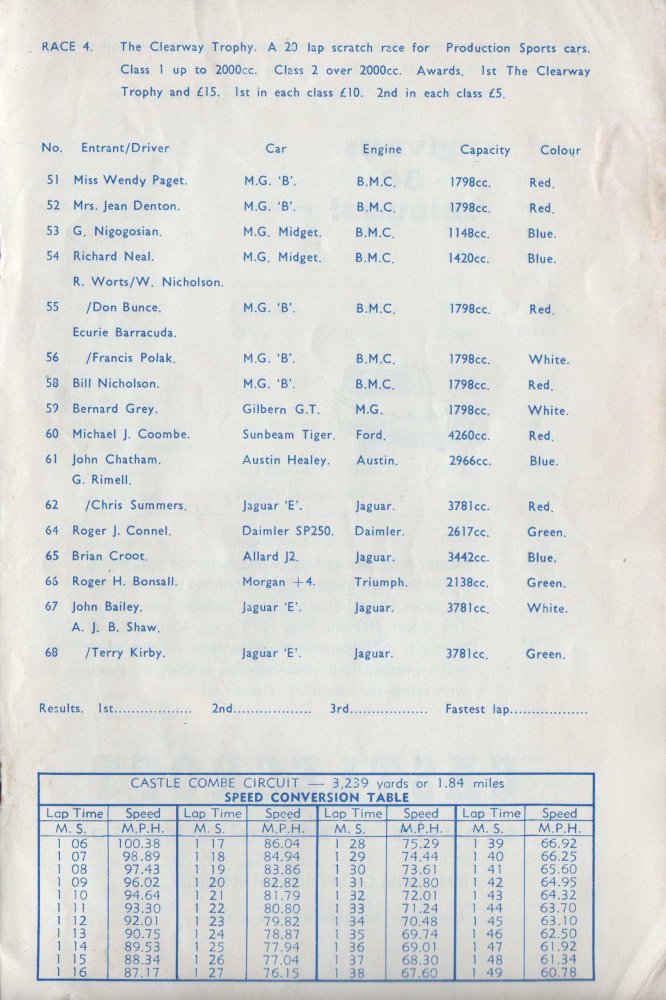 RACE 4. The Clearway Trophy. A 20 lap scratch race for Production Sports cars.
Class 1 up to 2000cc. Class 2 over 2000cc. Awards. 1st The Clearway
Trophy and £15. 1st in each class £10. 2nd in each class £5.
No. Entrant/Driver Car Engine Capacity Colour
51 Miss Wendy Paget. M.G. 'B'. B.M.C. 1798cc. Red.
52 Mrs. Jean Denton. M.G. 'B'. B.M.C. 1798cc. Red.
53 G. Nigogosian. M.G. Midget. B.M.C. 1148cc. Blue.
54 Richard Neal. M.G. Midget. B.M.C. 1420cc. Blue.
R. Worts/W. Nicholson.
55 /Don Bunce. M.G. 'B'. B.M.C. 1798cc. Red.
Ecurie Barracuda.
56 /Francis Polak. M.G. 'B'. B.M.C. 1798cc. White.
58 Bill Nicholson. M.G. 'B'. B.M.C. 1798cc. Red.
59 Bernard Grey. Gilbern G.T. M.G. 1798cc. White.
60 Michael J. Coombe. Sunbeam Tiger. Ford. 4260cc. Red.
61 John Chatham. Austin Healey. Austin. 2966cc. Blue.
G. Rimell.
62 /Chris Summers. Jaguar 'E'. Jaguar. 3781cc. Red.
64 Roger J. Connel. Daimler SP250. Daimler. 2617cc. Green.
65 Brian Croot. Allard J2. Jaguar. 3442cc. Blue.
66 Roger H. Bonsall. Morgan +4. Triumph. 2138cc. Green.
67 John Bailey. Jaguar 'E'. Jaguar. 3781cc. White.
A. J. B. Shaw.
68 /Terry Kirby. Jaguar 'E'. Jaguar. 3781cc. Green.
Results. 1st.................. 2nd.................. 3rd.................. Fastest lap..................
CASTLE COMBE CIRCUIT — 3,239 yards or 1.84 miles
SPEED CONVERSION TABLE
Lap Time Speed Lap Time Speed Lap Time Speed Lap Time Speed
M. S. M.P.H. M. S. M.P.H. M. S. M.P.H. M. S. M.P.H.
1 06 100.38 1 17 86.04 1 28 75.29 1 39 66.92
1 07 98.89 1 18 84.94 1 29 74.44 1 40 66.25
1 08 97.43 1 19 83.86 1 30 73.61 1 41 65.60
1 09 96.02 1 20 82.82 1 31 72.80 1 42 64.95
1 10 94.64 1 21 81.79 1 32 72.01 1 43 64.32
1 11 93.30 1 22 80.80 1 33 71.24 1 44 63.70
1 12 92.01 1 23 79.82 1 34 70.48 1 45 63.10
1 13 90.75 1 24 78.87 1 35 69.74 1 46 62.50
1 14 89.53 1 25 77.94 1 36 69.01 1 47 61.92
1 15 88.34 1 26 77.04 1 37 68.30 1 48 61.34
1 16 87.17 1 27 76.15 1 38 67.60 1 49 60.78